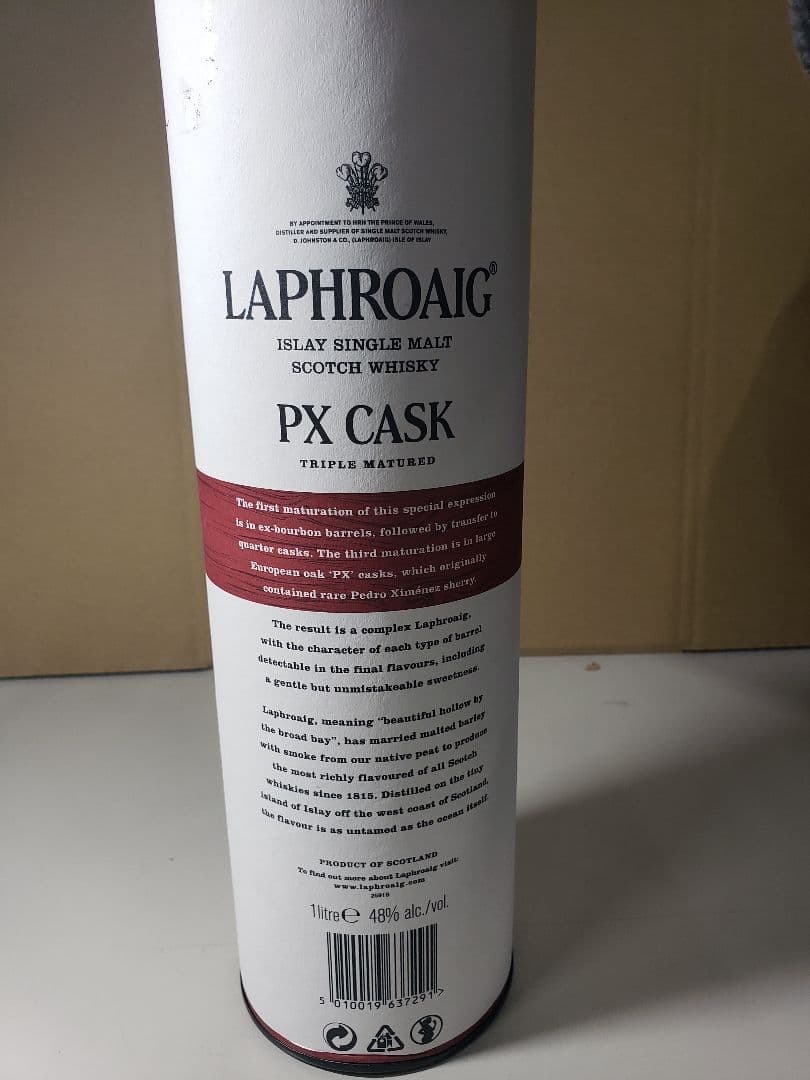 BY APPOINTMENT TO HRH THE PRINCE OF WALES,
DISTILLER AND SUPPLIER OF SINGLE MALT SCOTCH WHISKY,
D. JOHNSTON & CO., (LAPHROAIG) ISLE OF ISLAY
LAPHROAIG®
ISLAY SINGLE MALT
SCOTCH WHISKY
PX CASK
TRIPLE MATURED
The first maturation of this special expression
is in ex-bourbon barrels, followed by transfer to
quarter casks. The third maturation is in large
European oak 'PX' casks, which originally
contained rare Pedro Ximénez sherry.
The result is a complex Laphroaig,
with the character of each type of barrel
detectable in the final flavours, including
a gentle but unmistakeable sweetness.
Laphroaig, meaning "beautiful hollow by
the broad bay", has married malted barley
with smoke from our native peat to produce
the most richly flavoured of all Scotch
whiskies since 1815. Distilled on the tiny
island of Islay off the west coast of Scotland,
the flavour is as untamed as the ocean itself.
PRODUCT OF SCOTLAND
To find out more about Laphroaig visit:
www.laphroaig.com
1 litre ℮ 48% alc./vol.
5 010019 637291 >